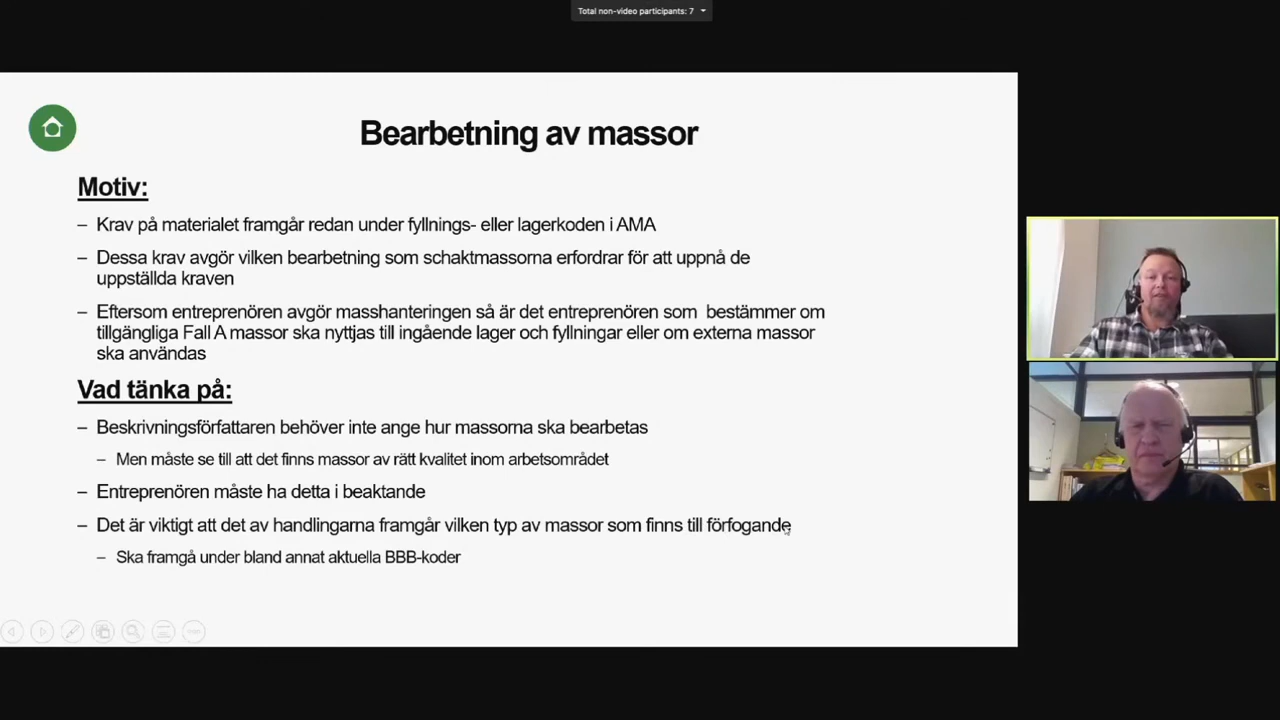 Total non-video participants: 7
Bearbetning av massor
Motiv:
– Krav på materialet framgår redan under fyllnings- eller lagerkoden i AMA
– Dessa krav avgör vilken bearbetning som schaktmassorna erfordrar för att uppnå de
uppställda kraven
– Eftersom entreprenören avgör masshanteringen så är det entreprenören som bestämmer om
tillgängliga Fall A massor ska nyttjas till ingående lager och fyllningar eller om externa massor
ska användas
Vad tänka på:
– Beskrivningsförfattaren behöver inte ange hur massorna ska bearbetas
– Men måste se till att det finns massor av rätt kvalitet inom arbetsområdet
– Entreprenören måste ha detta i beaktande
– Det är viktigt att det av handlingarna framgår vilken typ av massor som finns till förfogande
– Ska framgå under bland annat aktuella BBB-koder